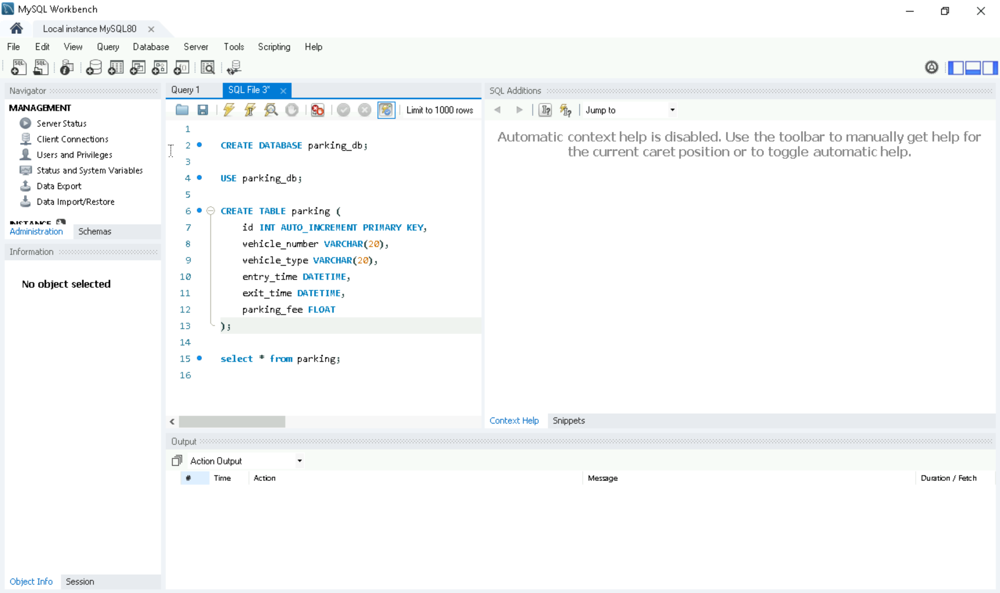 MySQL Workbench
Local instance MySQL80
File Edit View Query Database Server Tools Scripting Help
Navigator
MANAGEMENT
Server Status
Client Connections
Users and Privileges
Status and System Variables
Data Export
Data Import/Restore
INSTANCE
Administration Schemas
Information
No object selected
Object Info Session
Query 1 SQL File 3*
Limit to 1000 rows
1
2 CREATE DATABASE parking_db;
3
4 USE parking_db;
5
6 CREATE TABLE parking (
7 id INT AUTO_INCREMENT PRIMARY KEY,
8 vehicle_number VARCHAR(20),
9 vehicle_type VARCHAR(20),
10 entry_time DATETIME,
11 exit_time DATETIME,
12 parking_fee FLOAT
13 );
14
15 select * from parking;
16
SQL Additions
Jump to
Automatic context help is disabled. Use the toolbar to manually get help for
the current caret position or to toggle automatic help.
Context Help Snippets
Output
Action Output
# Time Action Message Duration / Fetch